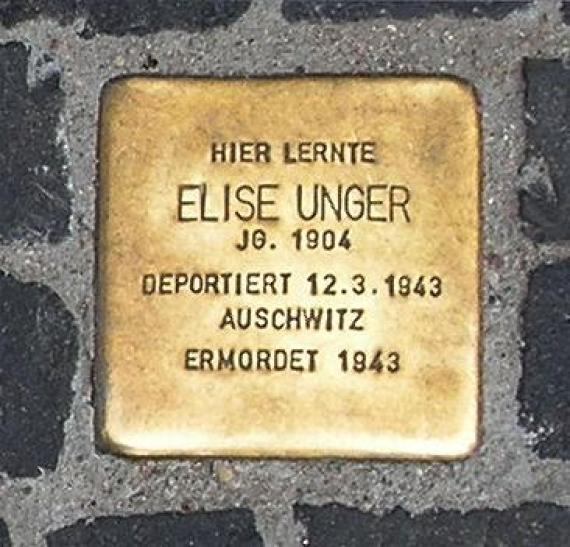 HIER LERNTE
ELISE UNGER
JG. 1904
DEPORTIERT 12.3.1943
AUSCHWITZ
ERMORDET 1943